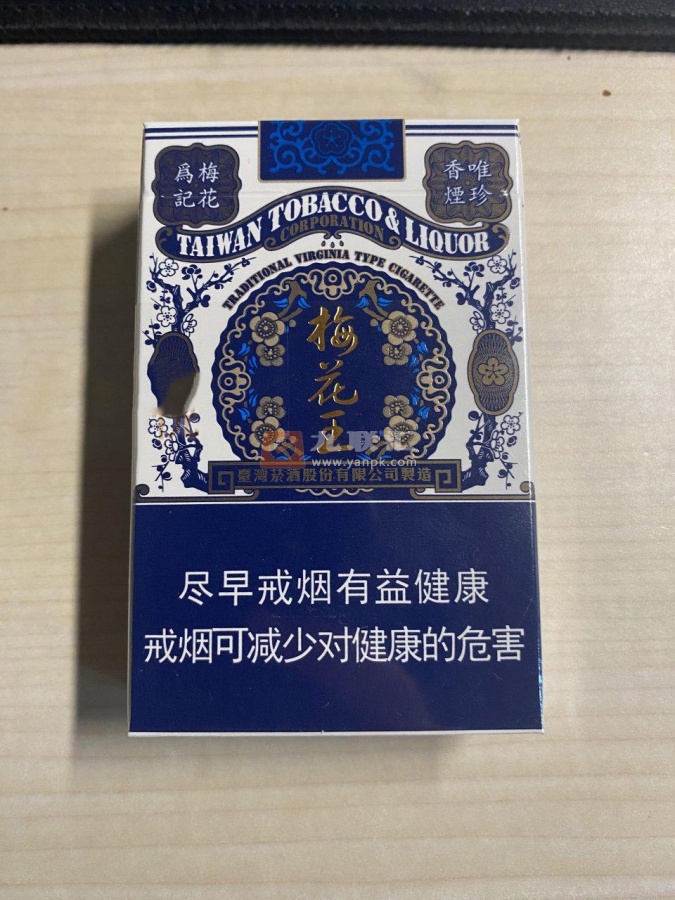 梅花
爲記
唯珍
香煙
TAIWAN TOBACCO & LIQUOR
CORPORATION
TRADITIONAL VIRGINIA TYPE CIGARETTE
梅花王
www.yanpk.com
臺灣菸酒股份有限公司製造
尽早戒烟有益健康
戒烟可减少对健康的危害